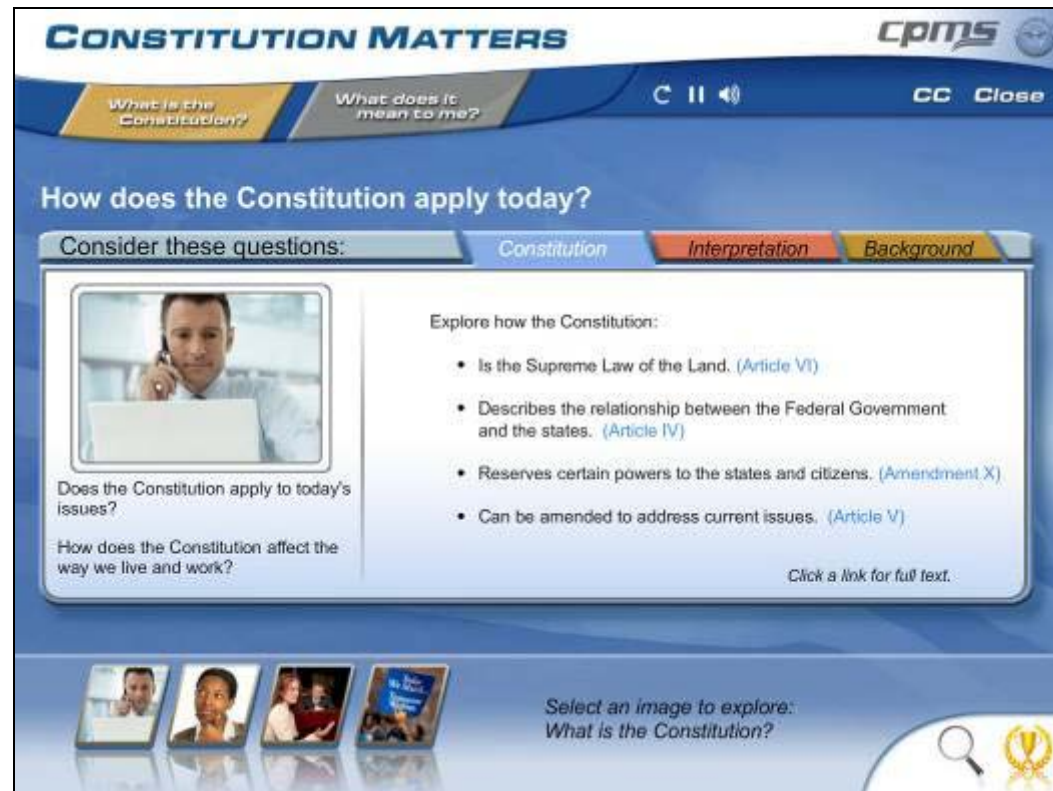 CONSTITUTION MATTERS
cpms
What is the
Constitution?
What does it
mean to me?
CC Close
How does the Constitution apply today?
Consider these questions:
Constitution
Interpretation
Background
Does the Constitution apply to today's
issues?
How does the Constitution affect the
way we live and work?
Explore how the Constitution:
• Is the Supreme Law of the Land. (Article VI)
• Describes the relationship between the Federal Government
and the states. (Article IV)
• Reserves certain powers to the states and citizens. (Amendment X)
• Can be amended to address current issues. (Article V)
Click a link for full text.
Select an image to explore:
What is the Constitution?